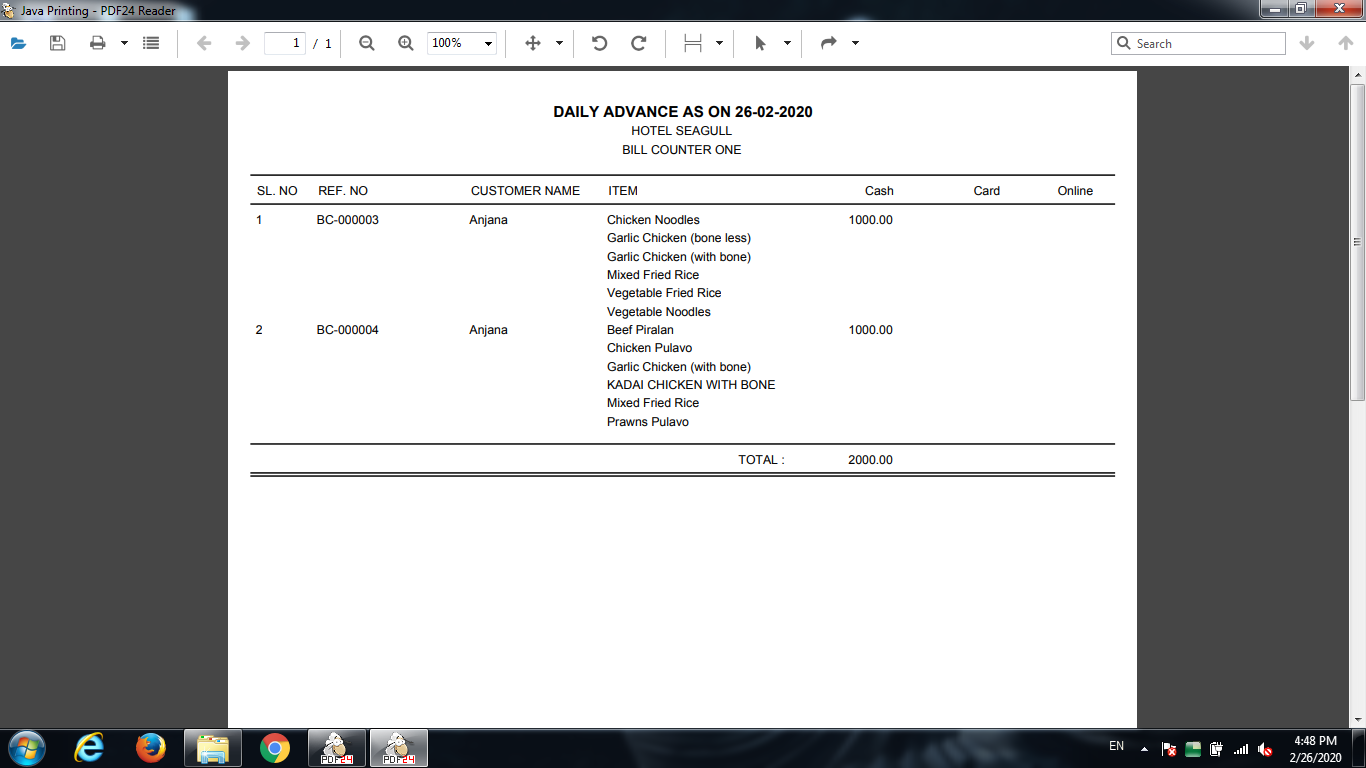 Java Printing - PDF24 Reader
1 / 1
100%
Search
DAILY ADVANCE AS ON 26-02-2020
HOTEL SEAGULL
BILL COUNTER ONE
SL. NO REF. NO CUSTOMER NAME ITEM Cash Card Online
1 BC-000003 Anjana Chicken Noodles 1000.00
Garlic Chicken (bone less)
Garlic Chicken (with bone)
Mixed Fried Rice
Vegetable Fried Rice
Vegetable Noodles
2 BC-000004 Anjana Beef Piralan 1000.00
Chicken Pulavo
Garlic Chicken (with bone)
KADAI CHICKEN WITH BONE
Mixed Fried Rice
Prawns Pulavo
TOTAL : 2000.00
PDF24
PDF24
EN
4:48 PM
2/26/2020